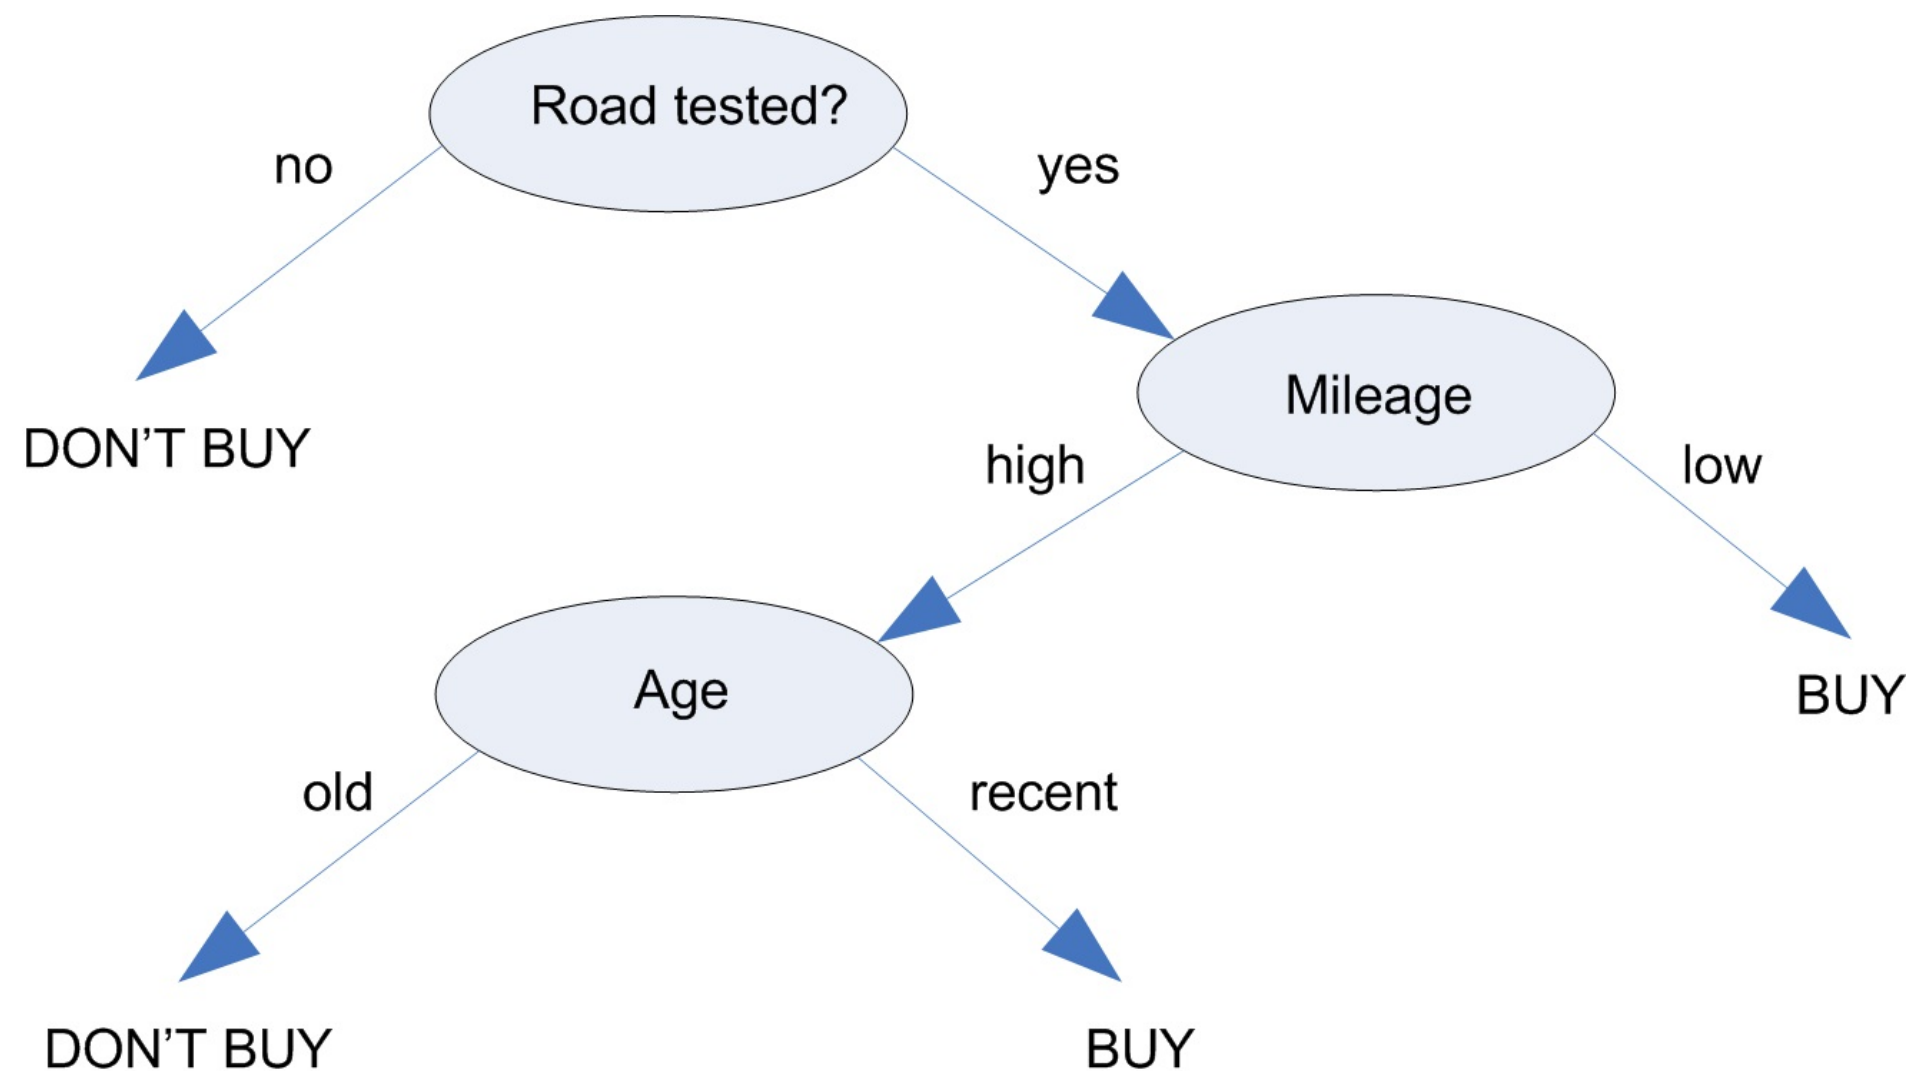 Road tested?
no
yes
DON’T BUY
Mileage
high
low
Age
BUY
old
recent
DON’T BUY
BUY